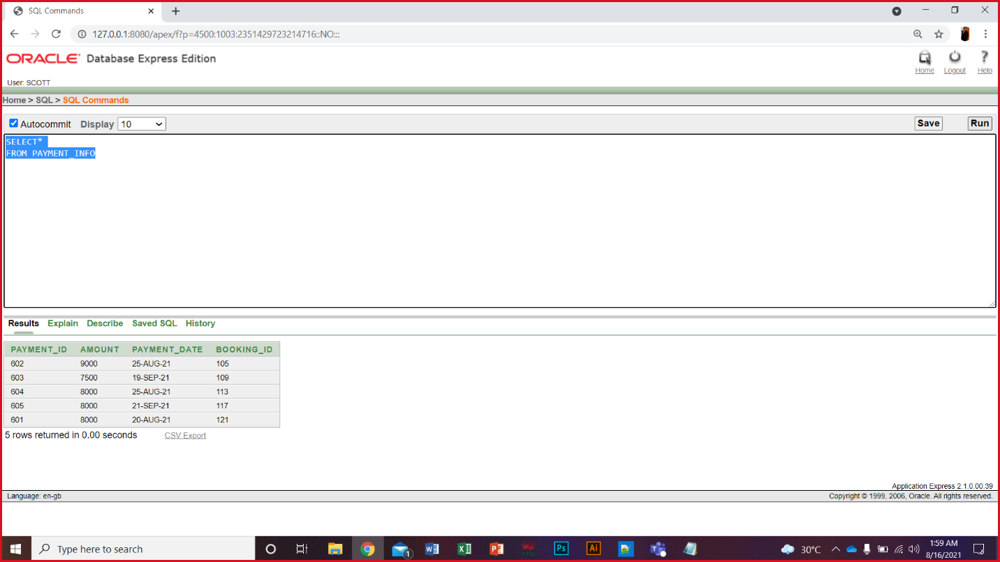 SQL Commands
127.0.0.1:8080/apex/f?p=4500:1003:2351429723214716::NO:::
ORACLE Database Express Edition
Home Logout Help
User: SCOTT
Home > SQL > SQL Commands
Autocommit Display 10 Save Run
SELECT*
FROM PAYMENT_INFO
Results Explain Describe Saved SQL History
PAYMENT_ID AMOUNT PAYMENT_DATE BOOKING_ID
602 9000 25-AUG-21 105
603 7500 19-SEP-21 109
604 8000 25-AUG-21 113
605 8000 21-SEP-21 117
601 8000 20-AUG-21 121
5 rows returned in 0.00 seconds CSV Export
Application Express 2.1.0.00.39
Language: en-gb Copyright © 1999, 2006, Oracle. All rights reserved.
Type here to search 1 Ps Ai 30°C 1:59 AM
8/16/2021